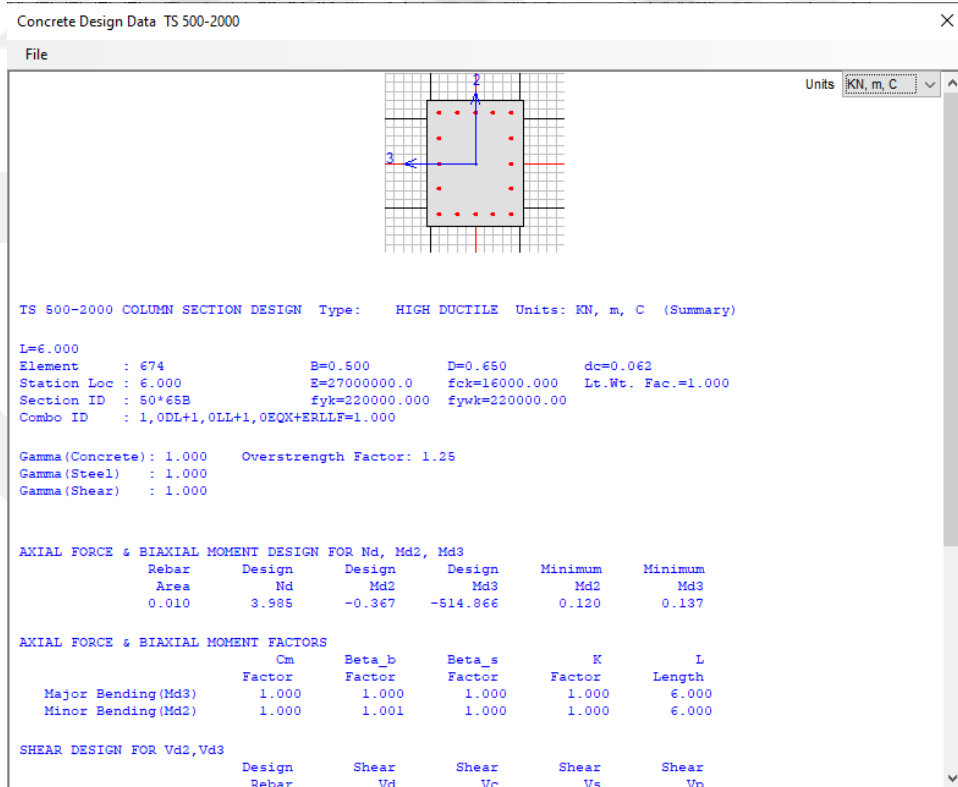 Concrete Design Data TS 500-2000
File
Units KN, m, C
2
3
TS 500-2000 COLUMN SECTION DESIGN Type: HIGH DUCTILE Units: KN, m, C (Summary)
L=6.000
Element : 674 B=0.500 D=0.650 dc=0.062
Station Loc : 6.000 E=27000000.0 fck=16000.000 Lt.Wt. Fac.=1.000
Section ID : 50*65B fyk=220000.000 fywk=220000.00
Combo ID : 1,0DL+1,0LL+1,0EQX+ERLLF=1.000
Gamma(Concrete): 1.000 Overstrength Factor: 1.25
Gamma(Steel) : 1.000
Gamma(Shear) : 1.000
AXIAL FORCE & BIAXIAL MOMENT DESIGN FOR Nd, Md2, Md3
Rebar Design Design Design Minimum Minimum
Area Nd Md2 Md3 Md2 Md3
0.010 3.985 -0.367 -514.866 0.120 0.137
AXIAL FORCE & BIAXIAL MOMENT FACTORS
Cm Beta_b Beta_s K L
Factor Factor Factor Factor Length
Major Bending(Md3) 1.000 1.000 1.000 1.000 6.000
Minor Bending(Md2) 1.000 1.001 1.000 1.000 6.000
SHEAR DESIGN FOR Vd2,Vd3
Design Shear Shear Shear Shear
Rebar Vd Vc Vs Vp